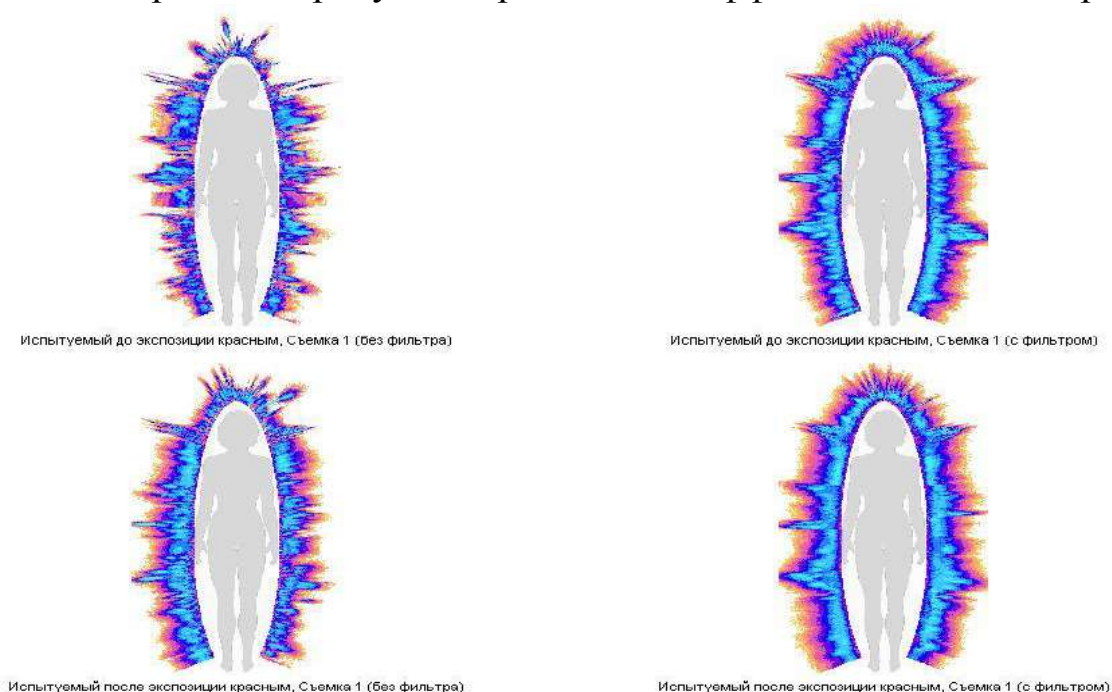 Испытуемый до экспозиции красным, Съемка 1 (без фильтра)
Испытуемый до экспозиции красным, Съемка 1 (с фильтром)
Испытуемый после экспозиции красным, Съемка 1 (без фильтра)
Испытуемый после экспозиции красным, Съемка 1 (с фильтром)